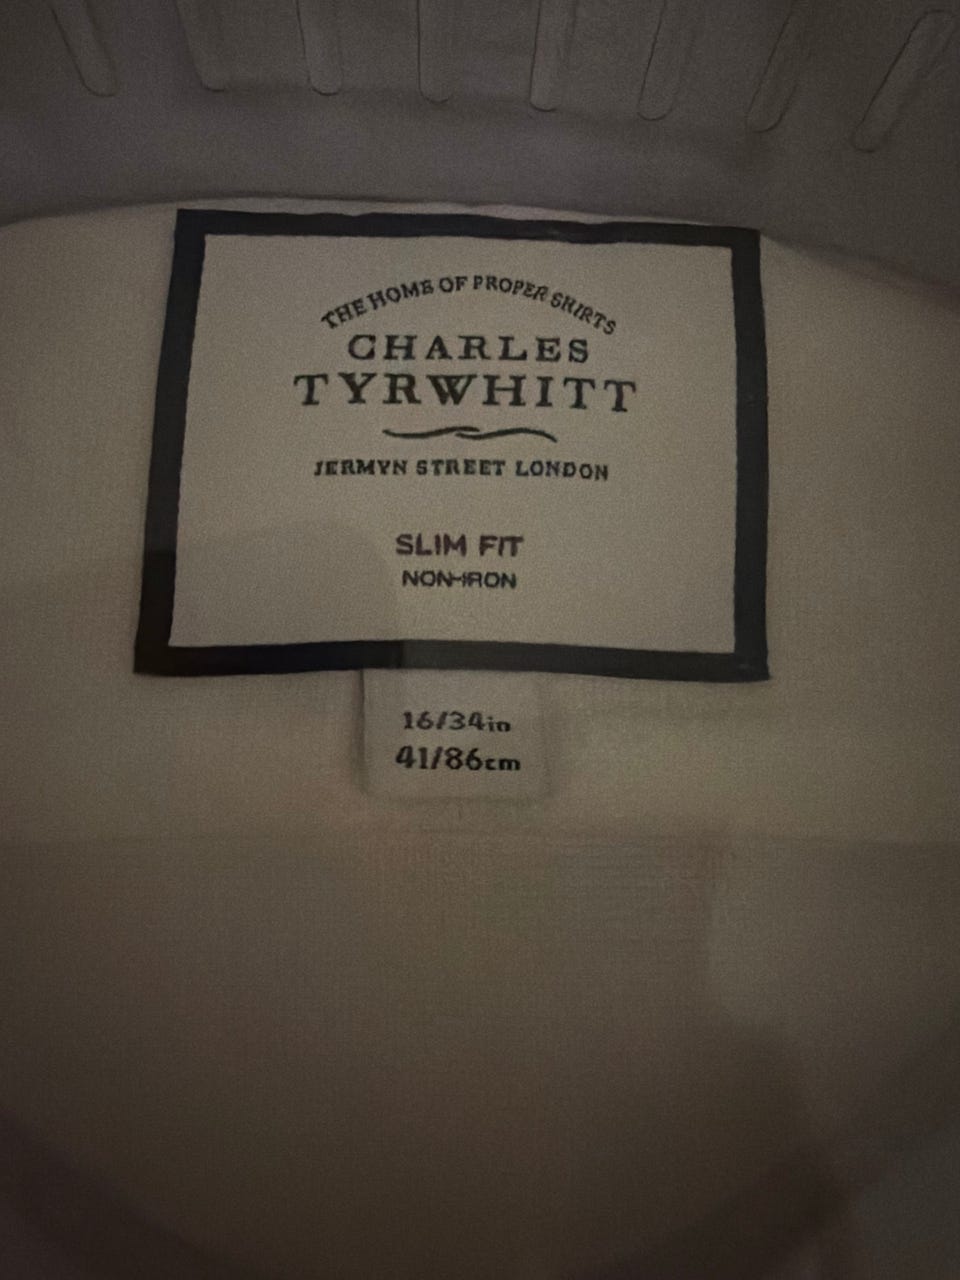 THE HOME OF PROPER SHIRTS
CHARLES
TYRWHITT
JERMYN STREET LONDON
SLIM FIT
NON-IRON
16/34in
41/86cm